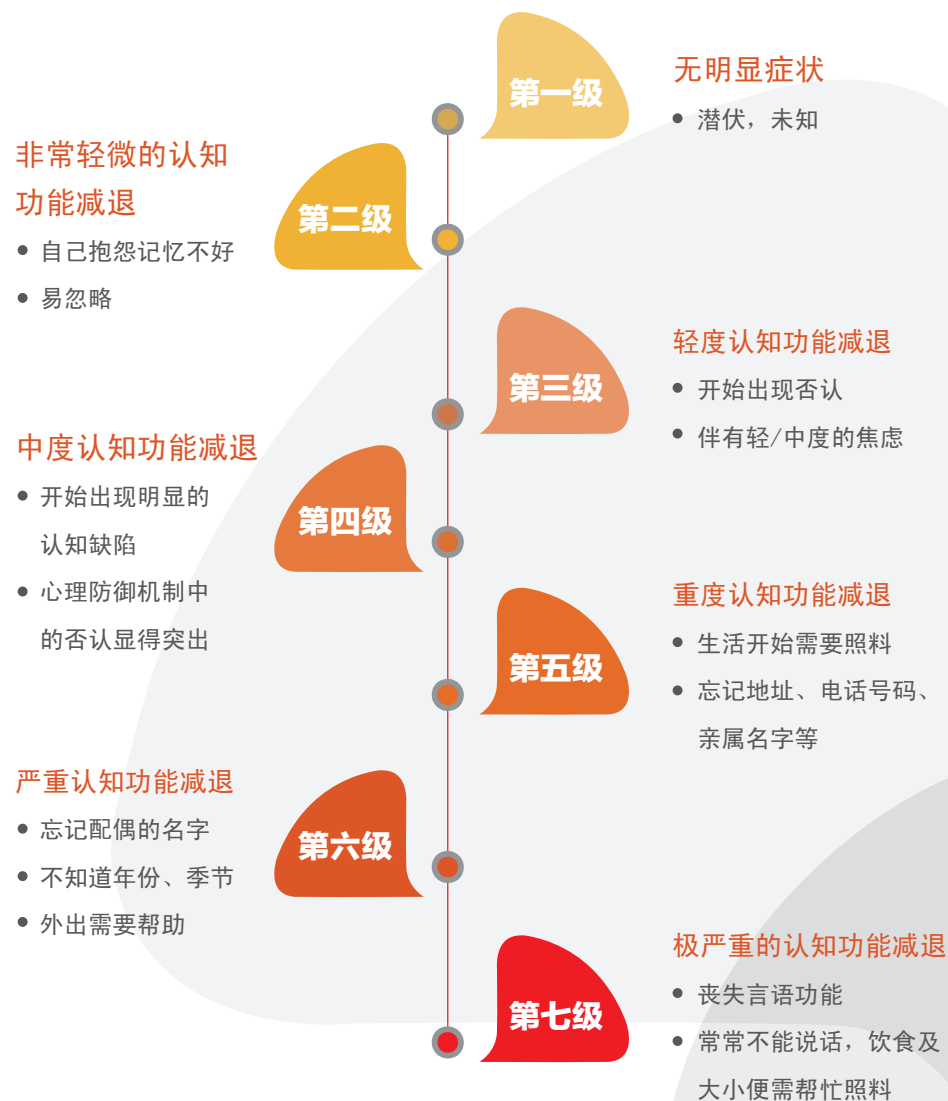 第一级
无明显症状
潜伏，未知
第二级
非常轻微的认知
功能减退
自己抱怨记忆不好
易忽略
第三级
轻度认知功能减退
开始出现否认
伴有轻/中度的焦虑
第四级
中度认知功能减退
开始出现明显的
认知缺陷
心理防御机制中
的否认显得突出
第五级
重度认知功能减退
生活开始需要照料
忘记地址、电话号码、
亲属名字等
第六级
严重认知功能减退
忘记配偶的名字
不知道年份、季节
外出需要帮助
第七级
极严重的认知功能减退
丧失言语功能
常常不能说话，饮食及
大小便需帮忙照料